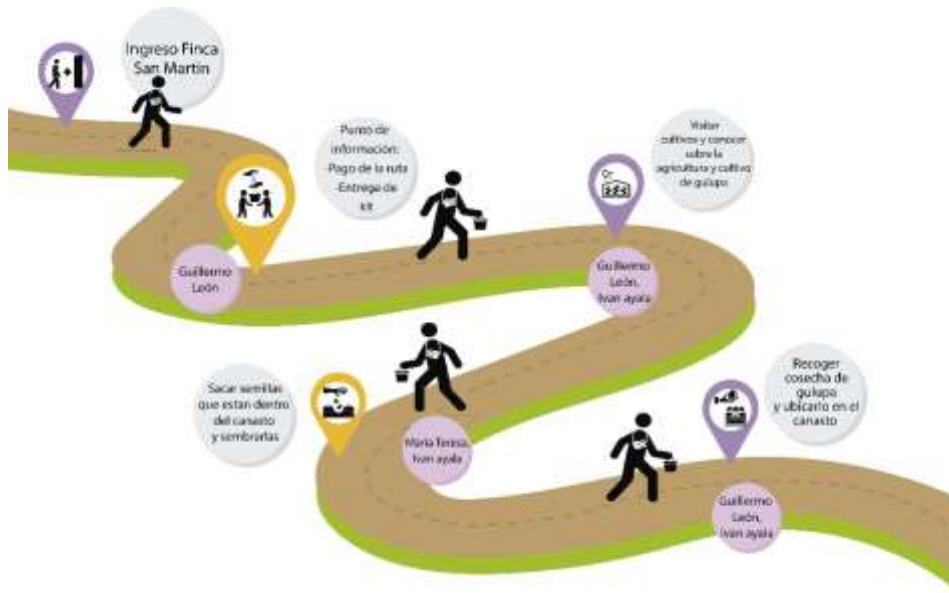 Ingreso Finca
San Martin
Punto de
información:
-Pago de la ruta
-Entrega de
kit
Guillermo
León
Visitar
cultivos y conocer
sobre la
agricultura y cultivo
de gulupa
Guillermo
León,
Ivan ayala
Sacar semillas
que estan dentro
del canasto
y sembrarlas
Maria Teresa,
Ivan ayala
Recoger
cosecha de
gulupa
y ubicarlo en el
canasto
Guillermo
León,
Ivan ayala